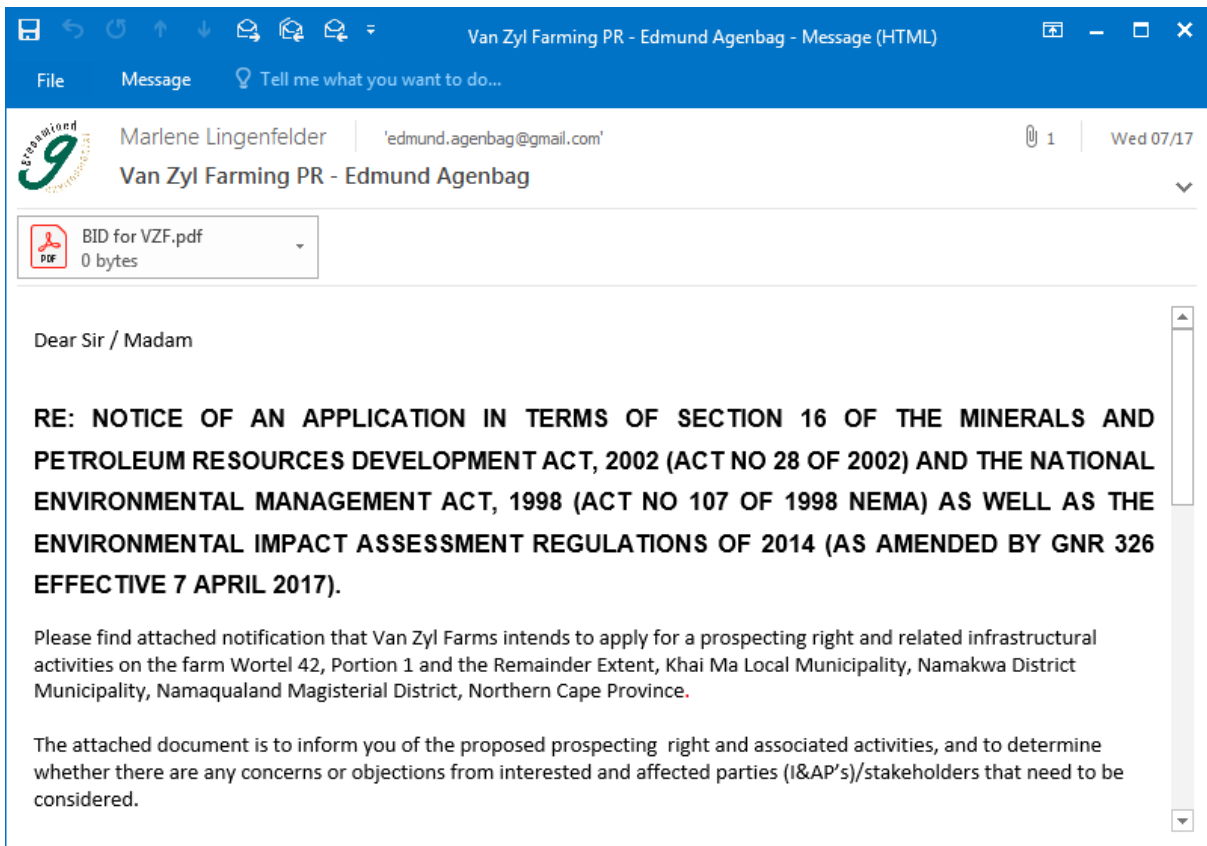 Van Zyl Farming PR - Edmund Agenbag - Message (HTML)
File Message Tell me what you want to do...
Marlene Lingenfelder 'edmund.agenbag@gmail.com' 1 Wed 07/17
Van Zyl Farming PR - Edmund Agenbag
BID for VZF.pdf
PDF 0 bytes
Dear Sir / Madam
RE: NOTICE OF AN APPLICATION IN TERMS OF SECTION 16 OF THE MINERALS AND
PETROLEUM RESOURCES DEVELOPMENT ACT, 2002 (ACT NO 28 OF 2002) AND THE NATIONAL
ENVIRONMENTAL MANAGEMENT ACT, 1998 (ACT NO 107 OF 1998 NEMA) AS WELL AS THE
ENVIRONMENTAL IMPACT ASSESSMENT REGULATIONS OF 2014 (AS AMENDED BY GNR 326
EFFECTIVE 7 APRIL 2017).
Please find attached notification that Van Zyl Farms intends to apply for a prospecting right and related infrastructural
activities on the farm Wortel 42, Portion 1 and the Remainder Extent, Khai Ma Local Municipality, Namakwa District
Municipality, Namaqualand Magisterial District, Northern Cape Province.
The attached document is to inform you of the proposed prospecting right and associated activities, and to determine
whether there are any concerns or objections from interested and affected parties (I&AP's)/stakeholders that need to be
considered.